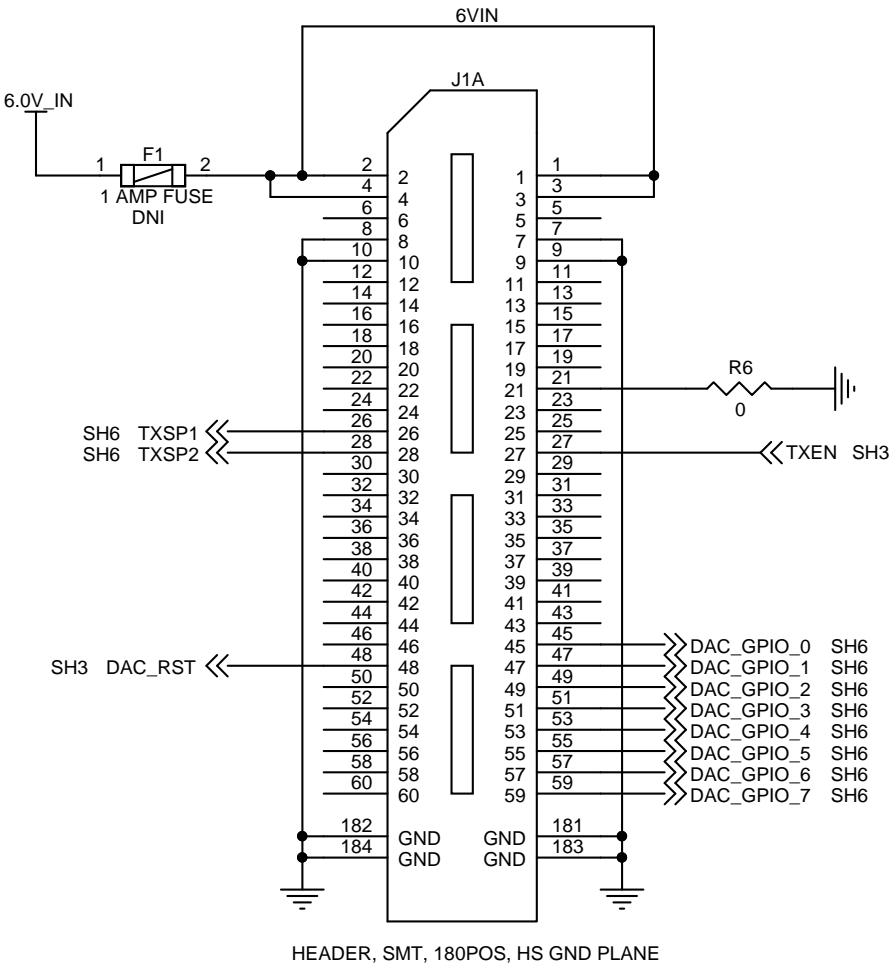 6VIN
J1A
6.0V_IN
1 F1 2
1 AMP FUSE
DNI
2 2 1 1
4 4 3 3
6 6 5 5
8 8 7 7
10 10 9 9
12 12 11 11
14 14 13 13
16 16 15 15
18 18 17 17
20 20 19 19
22 22 21 21 R6 0
24 24 23 23
SH6 TXSP1 26 26 25 25
SH6 TXSP2 28 28 27 27 TXEN SH3
30 30 29 29
32 32 31 31
34 34 33 33
36 36 35 35
38 38 37 37
40 40 39 39
42 42 41 41
44 44 43 43
46 46 45 45 DAC_GPIO_0 SH6
SH3 DAC_RST 48 48 47 47 DAC_GPIO_1 SH6
50 50 49 49 DAC_GPIO_2 SH6
52 52 51 51 DAC_GPIO_3 SH6
54 54 53 53 DAC_GPIO_4 SH6
56 56 55 55 DAC_GPIO_5 SH6
58 58 57 57 DAC_GPIO_6 SH6
60 60 59 59 DAC_GPIO_7 SH6
182 GND GND 181
184 GND GND 183
HEADER, SMT, 180POS, HS GND PLANE